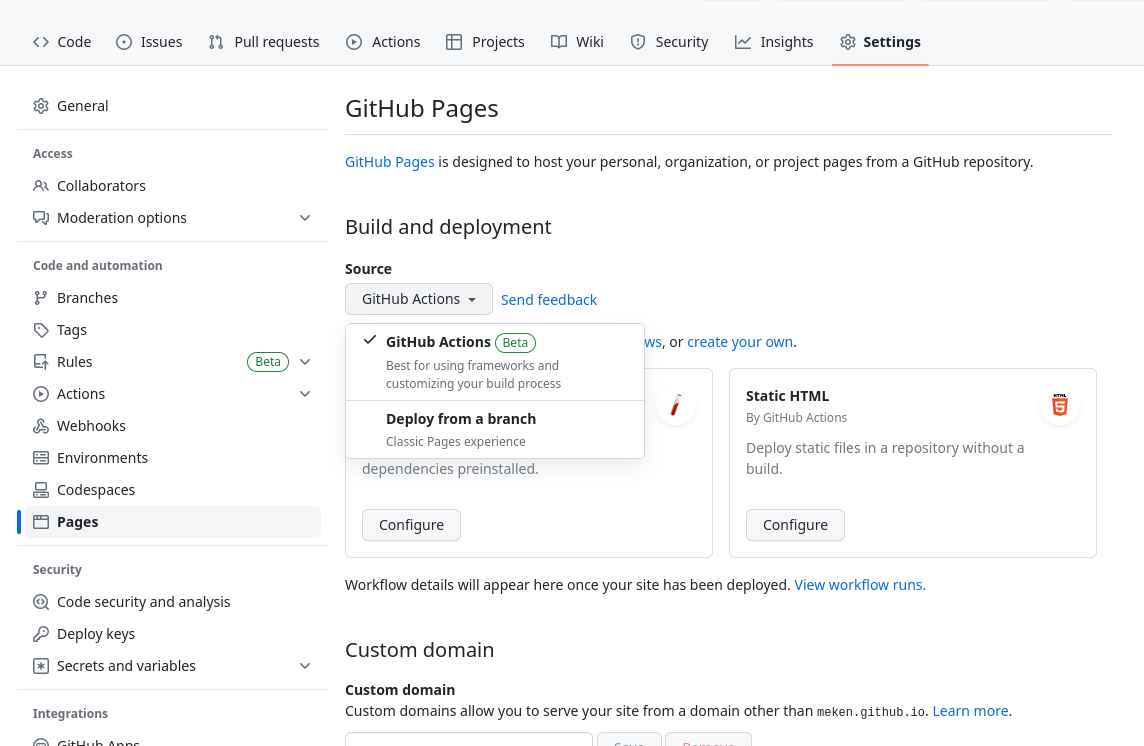 Code Issues Pull requests Actions Projects Wiki Security Insights Settings
General
Access
Collaborators
Moderation options
Code and automation
Branches
Tags
Rules Beta
Actions
Webhooks
Environments
Codespaces
Pages
Security
Code security and analysis
Deploy keys
Secrets and variables
Integrations
GitHub Apps
GitHub Pages
GitHub Pages is designed to host your personal, organization, or project pages from a GitHub repository.
Build and deployment
Source
GitHub Actions Send feedback
GitHub Actions Beta
Best for using frameworks and
customizing your build process
Deploy from a branch
Classic Pages experience
, or create your own.
dependencies preinstalled.
Configure
Static HTML
By GitHub Actions
HTML
Deploy static files in a repository without a
build.
Configure
Workflow details will appear here once your site has been deployed. View workflow runs.
Custom domain
Custom domain
Custom domains allow you to serve your site from a domain other than meken.github.io. Learn more.
Save Remove